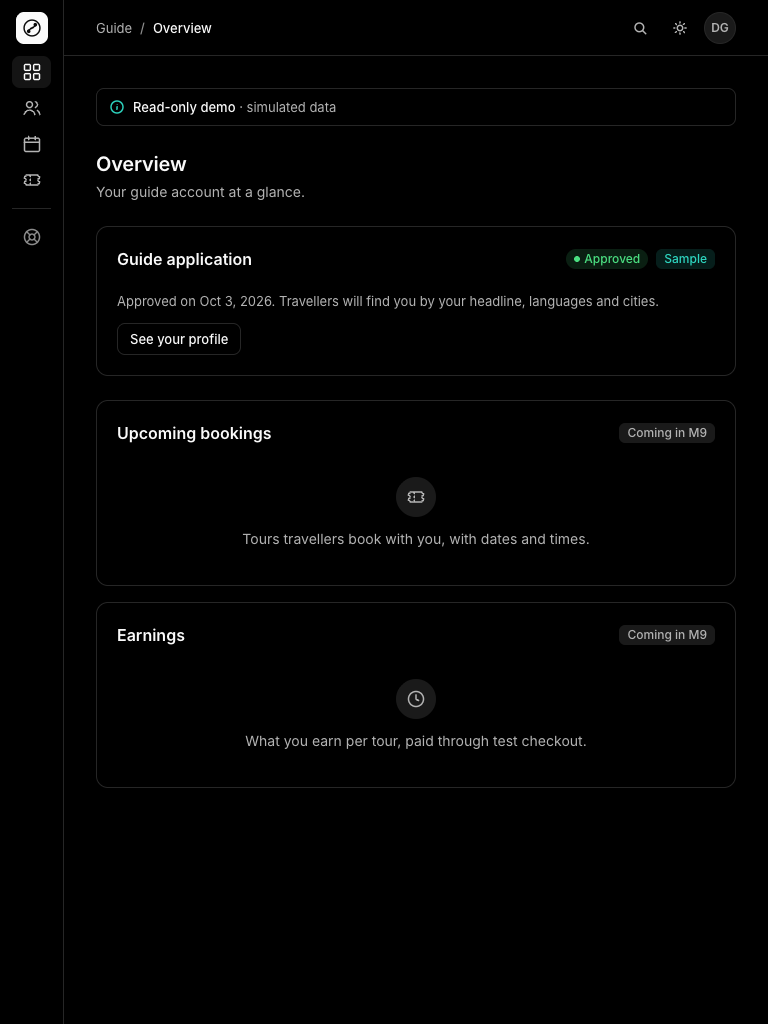 Guide / Overview
DG
Read-only demo · simulated data
Overview
Your guide account at a glance.
Guide application
Approved
Sample
Approved on Oct 3, 2026. Travellers will find you by your headline, languages and cities.
See your profile
Upcoming bookings
Coming in M9
Tours travellers book with you, with dates and times.
Earnings
Coming in M9
What you earn per tour, paid through test checkout.